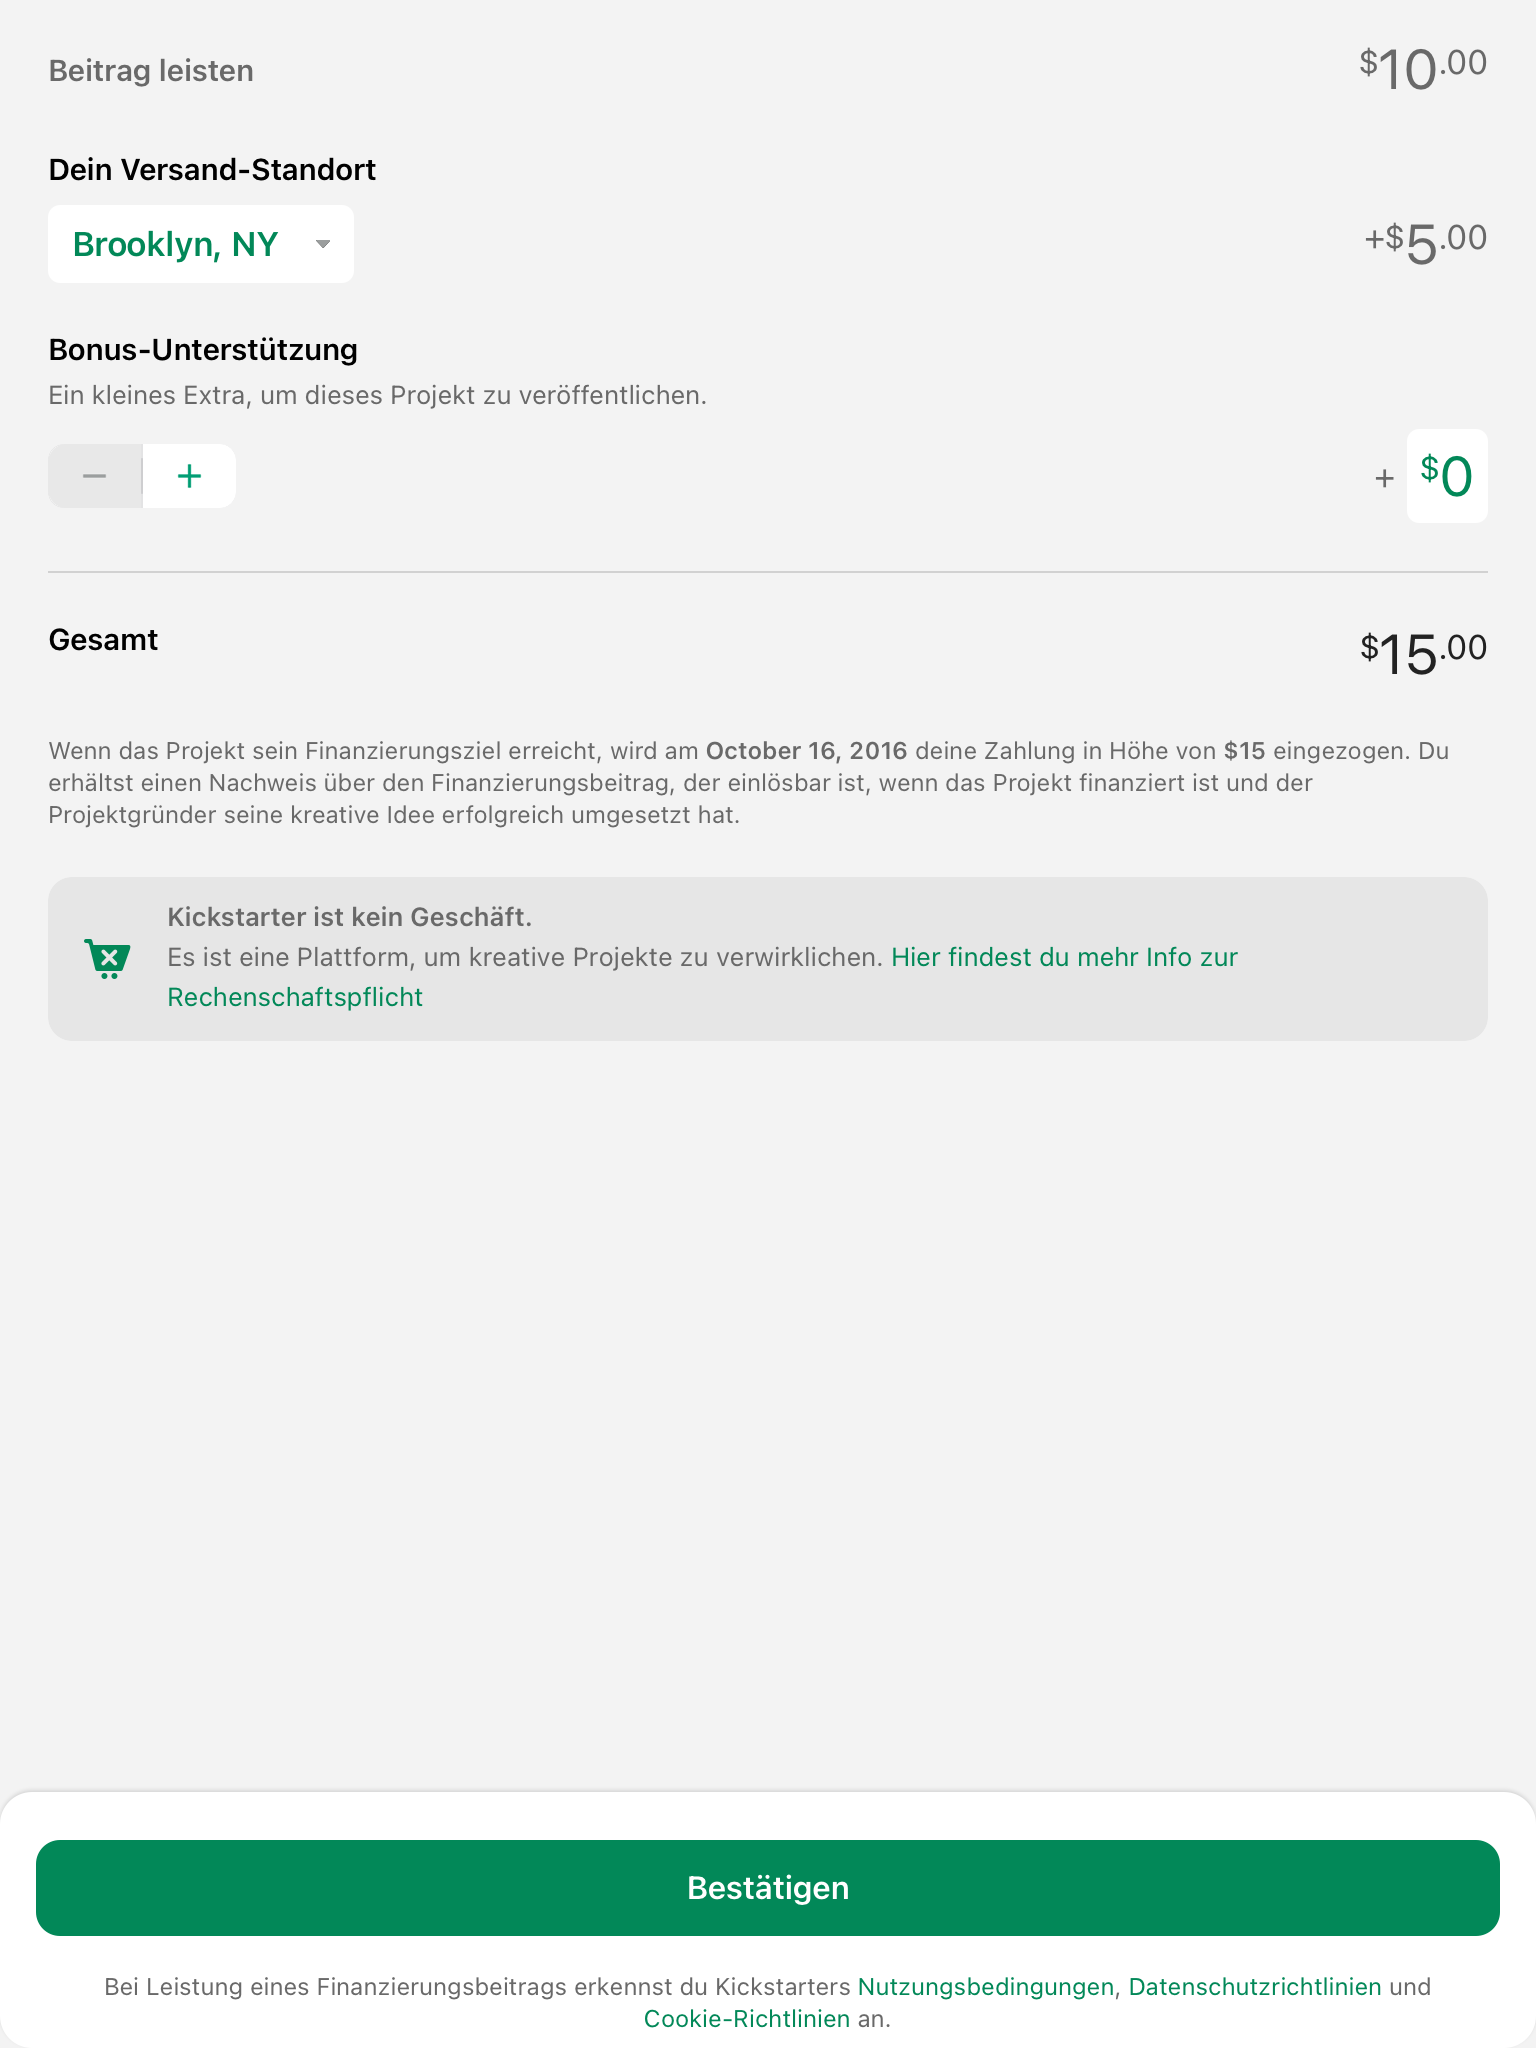 Beitrag leisten $10.00
Dein Versand-Standort
Brooklyn, NY +$5.00
Bonus-Unterstützung
Ein kleines Extra, um dieses Projekt zu veröffentlichen.
− + + $0
Gesamt $15.00
Wenn das Projekt sein Finanzierungsziel erreicht, wird am October 16, 2016 deine Zahlung in Höhe von $15 eingezogen. Du
erhältst einen Nachweis über den Finanzierungsbeitrag, der einlösbar ist, wenn das Projekt finanziert ist und der
Projektgründer seine kreative Idee erfolgreich umgesetzt hat.
Kickstarter ist kein Geschäft.
Es ist eine Plattform, um kreative Projekte zu verwirklichen. Hier findest du mehr Info zur
Rechenschaftspflicht
Bestätigen
Bei Leistung eines Finanzierungsbeitrags erkennst du Kickstarters Nutzungsbedingungen, Datenschutzrichtlinien und
Cookie-Richtlinien an.